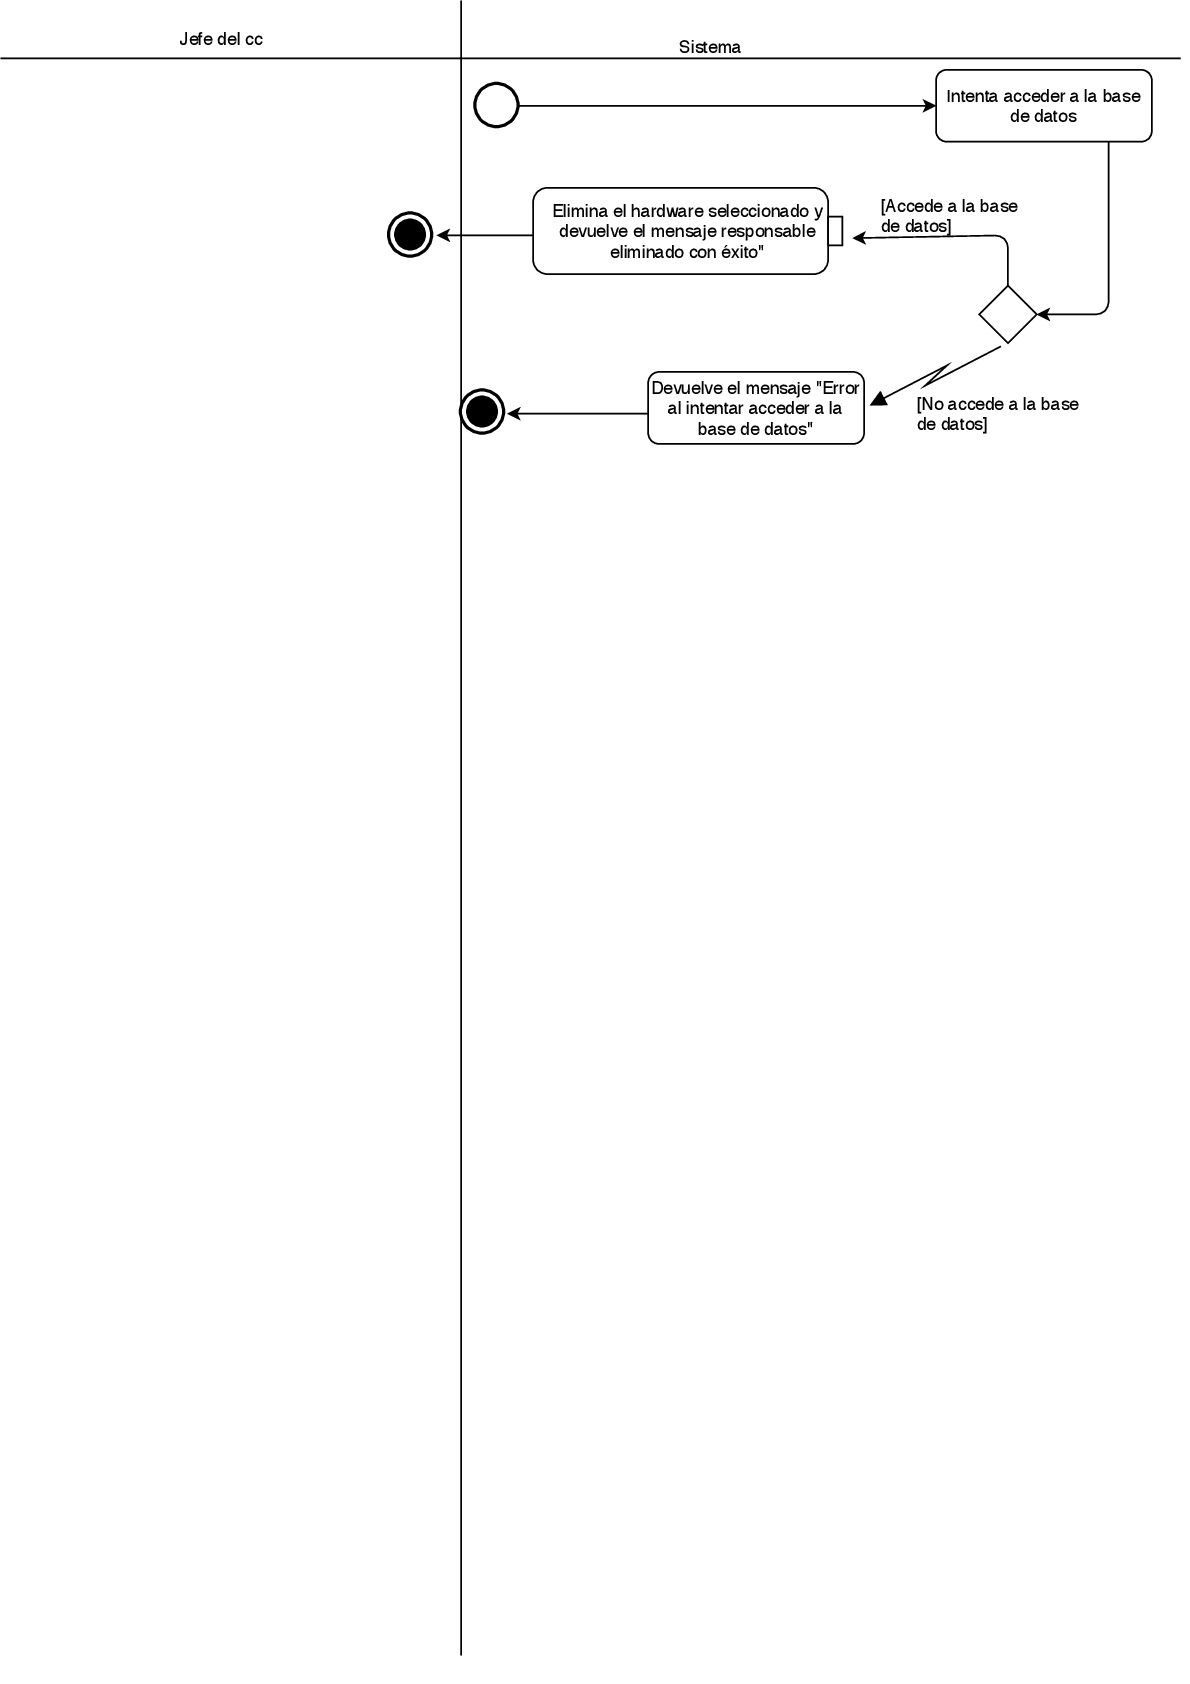 Jefe del cc
Sistema
Intenta acceder a la base
de datos
[Accede a la base
de datos]
Elimina el hardware seleccionado y
devuelve el mensaje responsable
eliminado con éxito"
Devuelve el mensaje "Error
al intentar acceder a la
base de datos"
[No accede a la base
de datos]